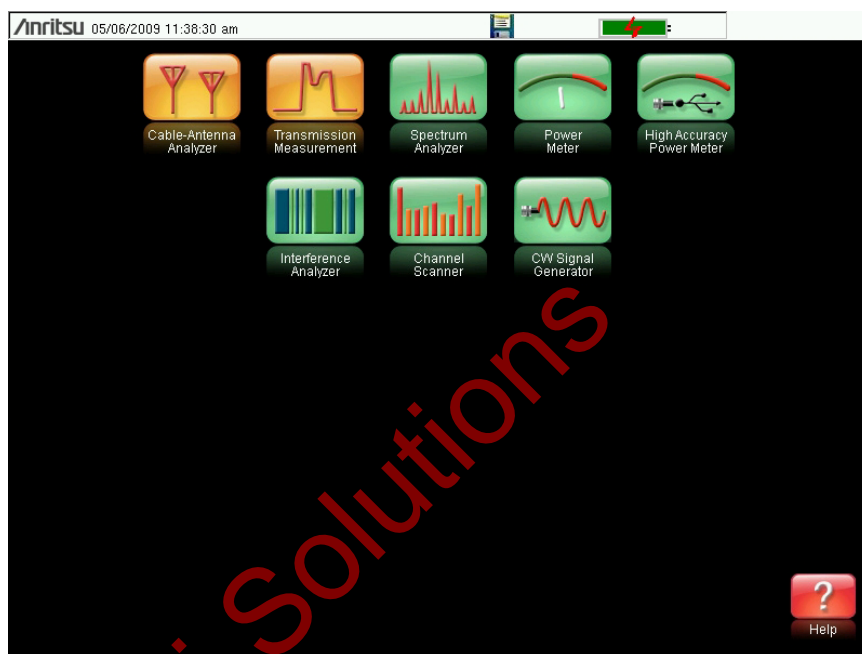 Anritsu 05/06/2009 11:38:30 am
Cable-Antenna
Analyzer
Transmission
Measurement
Spectrum
Analyzer
Power
Meter
High Accuracy
Power Meter
Interference
Analyzer
Channel
Scanner
CW Signal
Generator
Solutions
?
Help